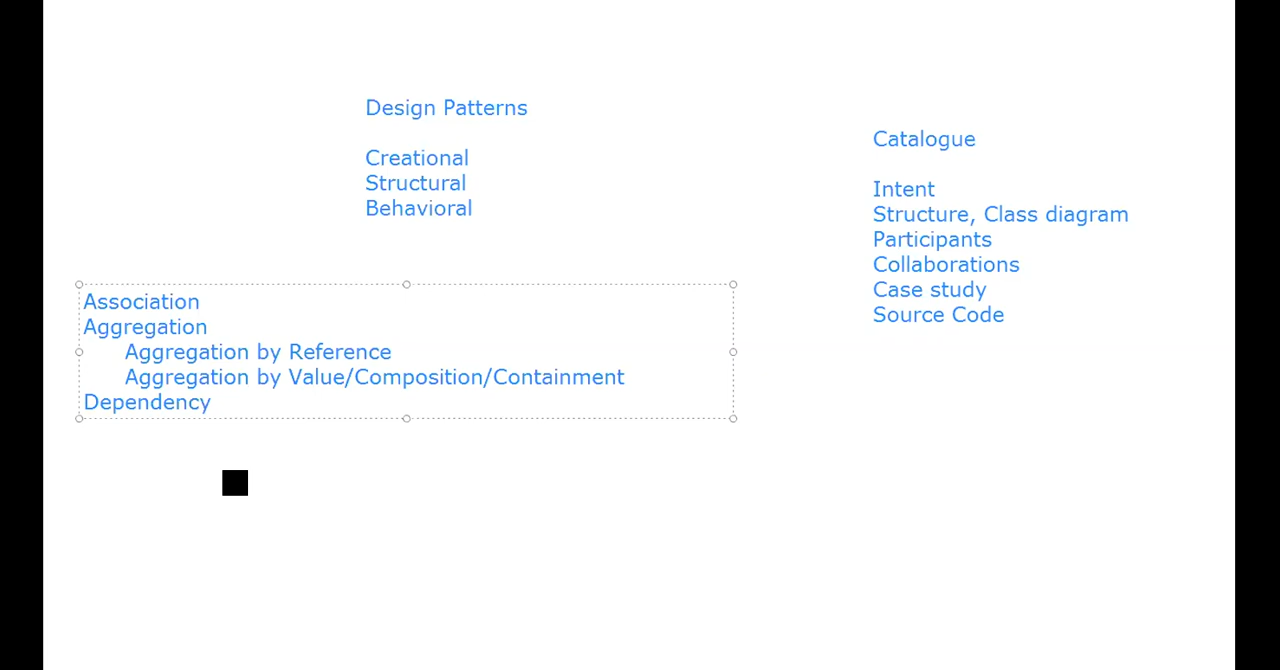 Design Patterns
Creational
Structural
Behavioral
Catalogue
Intent
Structure, Class diagram
Participants
Collaborations
Case study
Source Code
Association
Aggregation
Aggregation by Reference
Aggregation by Value/Composition/Containment
Dependency